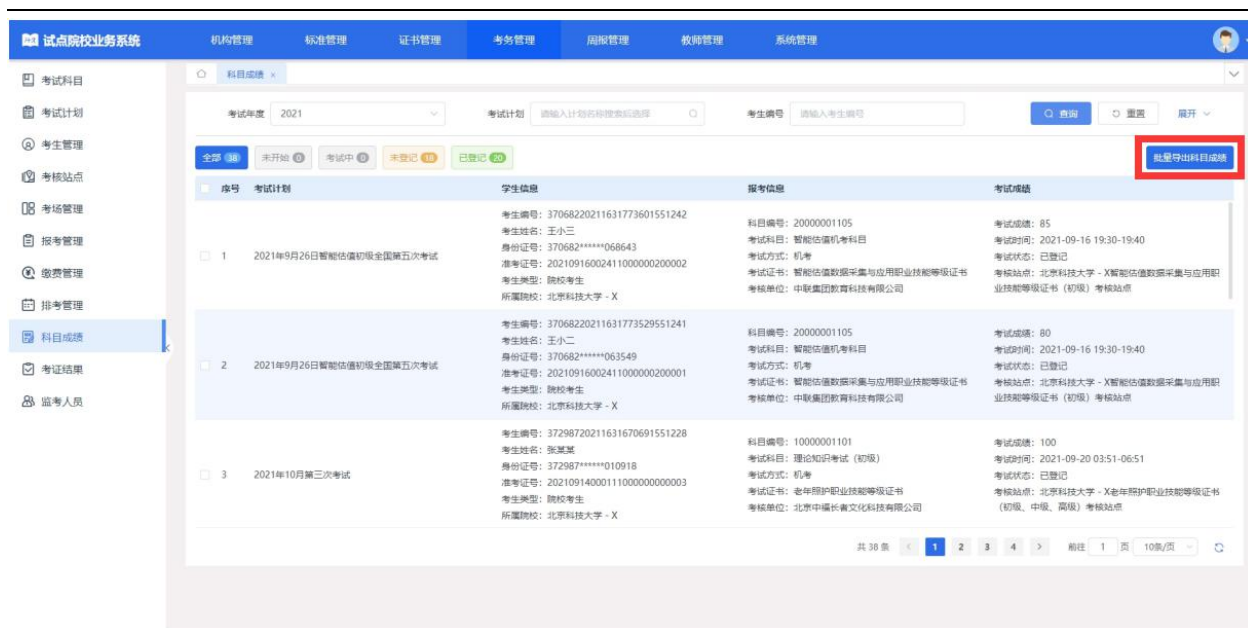 试点院校业务系统
机构管理 标准管理 证书管理 考务管理 周报管理 教师管理 系统管理
考试科目
考试计划
考生管理
考核站点
考场管理
报考管理
缴费管理
排考管理
科目成绩
考证结果
监考人员
科目成绩 ×
考试年度 2021 考试计划 请输入计划名称搜索后选择 考生编号 请输入考生编号 查询 重置 展开
全部 38 未开始 0 考试中 0 未登记 18 已登记 20 批量导出科目成绩
序号 考试计划 学生信息 报考信息 考试成绩
1 2021年9月26日智能估值初级全国第五次考试
考生编号：37068220211631773601551242
考生姓名：王小三
身份证号：370682******068643
准考证号：20210916002411000000200002
考生类型：院校考生
所属院校：北京科技大学 - X
科目编号：20000001105
考试科目：智能估值机考科目
考试方式：机考
考试证书：智能估值数据采集与应用职业技能等级证书
考核单位：中联集团教育科技有限公司
考试成绩：85
考试时间：2021-09-16 19:30-19:40
考试状态：已登记
考核站点：北京科技大学 - X智能估值数据采集与应用职
业技能等级证书（初级）考核站点
2 2021年9月26日智能估值初级全国第五次考试
考生编号：37068220211631773529551241
考生姓名：王小二
身份证号：370682******063549
准考证号：20210916002411000000200001
考生类型：院校考生
所属院校：北京科技大学 - X
科目编号：20000001105
考试科目：智能估值机考科目
考试方式：机考
考试证书：智能估值数据采集与应用职业技能等级证书
考核单位：中联集团教育科技有限公司
考试成绩：80
考试时间：2021-09-16 19:30-19:40
考试状态：已登记
考核站点：北京科技大学 - X智能估值数据采集与应用职
业技能等级证书（初级）考核站点
3 2021年10月第三次考试
考生编号：37298720211631670691551228
考生姓名：张某某
身份证号：372987******010918
准考证号：20210914000111000000000003
考生类型：院校考生
所属院校：北京科技大学 - X
科目编号：10000001101
考试科目：理论知识考试（初级）
考试方式：机考
考试证书：老年照护职业技能等级证书
考核单位：北京中福长者文化科技有限公司
考试成绩：100
考试时间：2021-09-20 03:51-06:51
考试状态：已登记
考核站点：北京科技大学 - X老年照护职业技能等级证书
（初级、中级、高级）考核站点
共 38 条 < 1 2 3 4 > 前往 1 页 10条/页